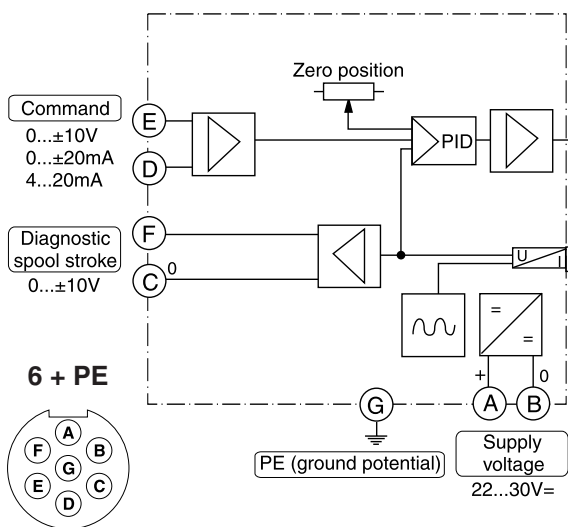 Zero position
Command
E
0...±10V
0...±20mA
4...20mA
D
PID
Diagnostic
spool stroke
0...±10V
F
C
0
U
I
=
=
+
0
6 + PE
G
A
B
PE (ground potential)
Supply
voltage
22...30V=
A
F
B
G
E
C
D